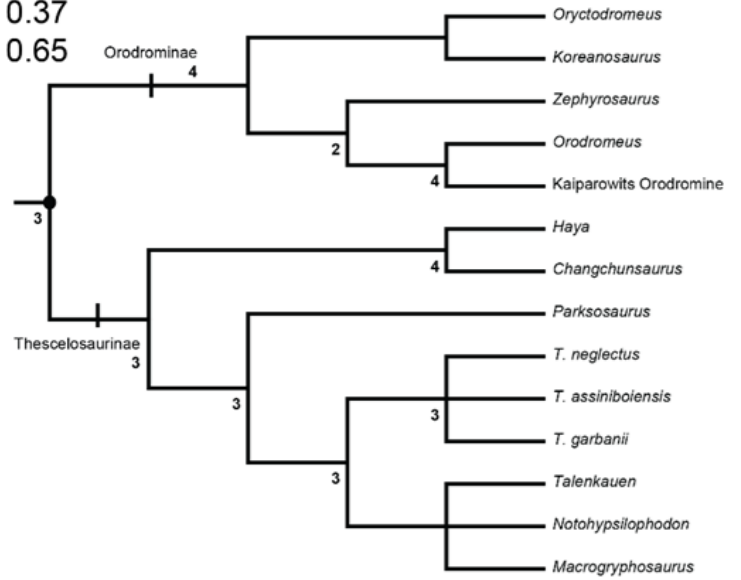 0.37
0.65
Oryctodromeus
Orodrominae
4
Koreanosaurus
Zephyrosaurus
2
Orodromeus
4
Kaiparowits Orodromine
3
Haya
4
Changchunsaurus
Parksosaurus
Thescelosaurinae
3
T. neglectus
3
T. assiniboiensis
3
T. garbanii
3
Talenkauen
Notohypsilophodon
Macrogryphosaurus